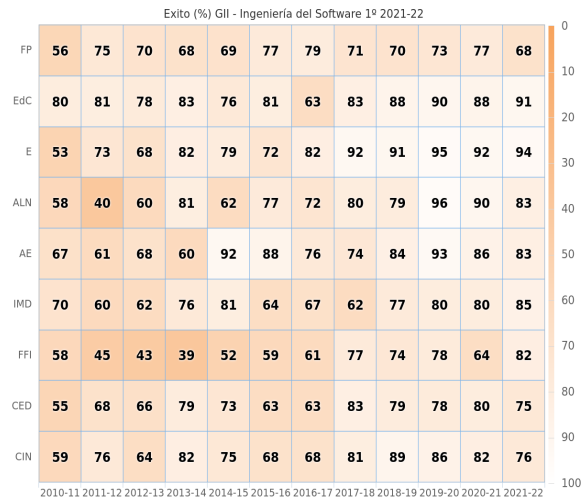 Exito (%) GII - Ingeniería del Software 1º 2021-22
FP 56 75 70 68 69 77 79 71 70 73 77 68
EdC 80 81 78 83 76 81 63 83 88 90 88 91
E 53 73 68 82 79 72 82 92 91 95 92 94
ALN 58 40 60 81 62 77 72 80 79 96 90 83
AE 67 61 68 60 92 88 76 74 84 93 86 83
IMD 70 60 62 76 81 64 67 62 77 80 80 85
FFI 58 45 43 39 52 59 61 77 74 78 64 82
CED 55 68 66 79 73 63 63 83 79 78 80 75
CIN 59 76 64 82 75 68 68 81 89 86 82 76
2010-11 2011-12 2012-13 2013-14 2014-15 2015-16 2016-17 2017-18 2018-19 2019-20 2020-21 2021-22
0
10
20
30
40
50
60
70
80
90
100